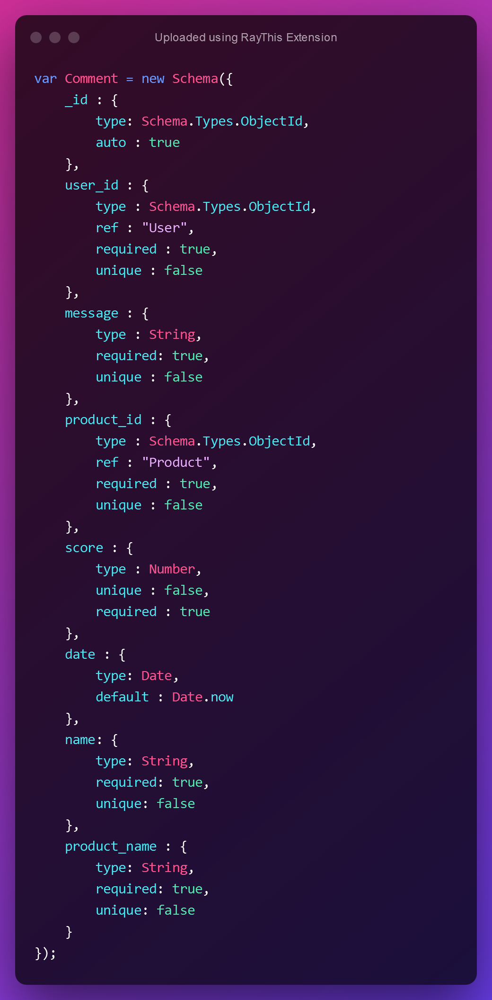 Uploaded using RayThis Extension
var Comment = new Schema({
    _id : {
        type: Schema.Types.ObjectId,
        auto : true
    },
    user_id : {
        type : Schema.Types.ObjectId,
        ref : "User",
        required : true,
        unique : false
    },
    message : {
        type : String,
        required: true,
        unique : false
    },
    product_id : {
        type : Schema.Types.ObjectId,
        ref : "Product",
        required : true,
        unique : false
    },
    score : {
        type : Number,
        unique : false,
        required : true
    },
    date : {
        type: Date,
        default : Date.now
    },
    name: {
        type: String,
        required: true,
        unique: false
    },
    product_name : {
        type: String,
        required: true,
        unique: false
    }
});